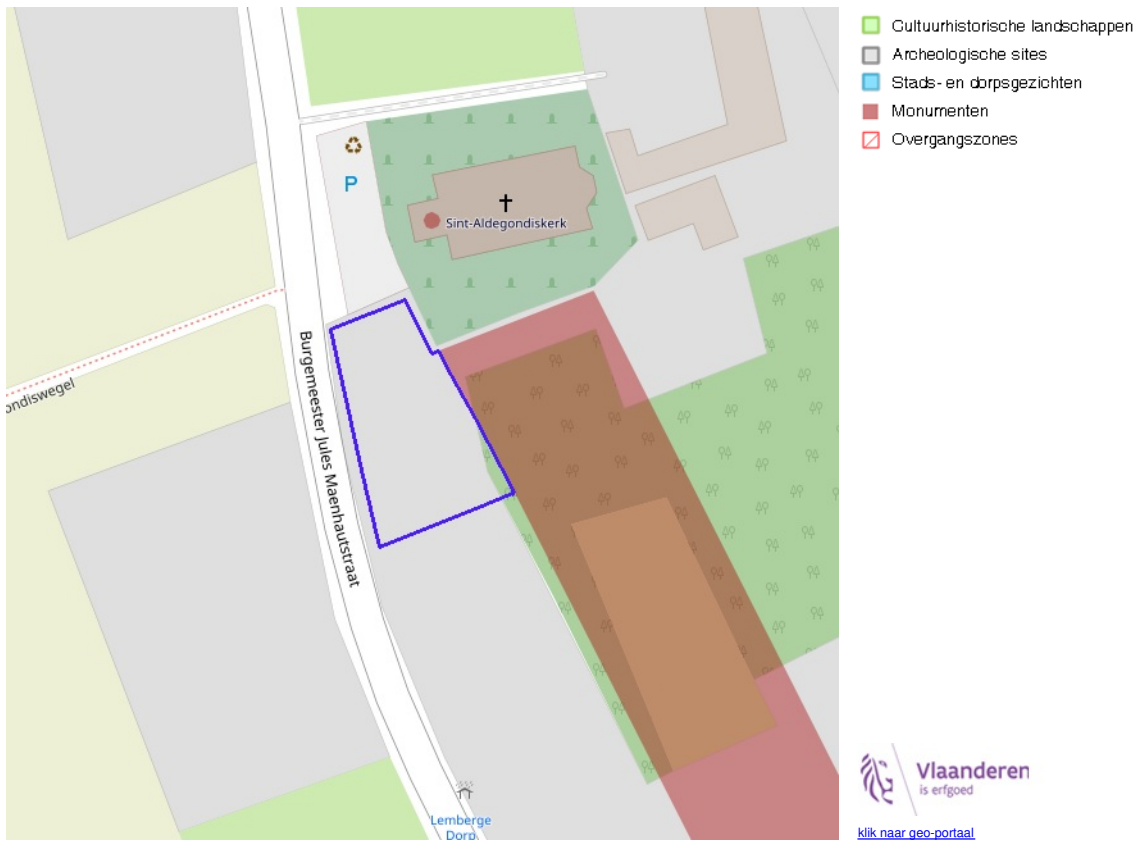 Cultuurhistorische landschappen
Archeologische sites
Stads- en dorpsgezichten
Monumenten
Overgangszones
P
Sint-Aldegondiskerk
ondiswegel
Burgemeester Jules Maenhautstraat
Lemberge
Dorp
Vlaanderen
is erfgoed
klik naar geo-portaal